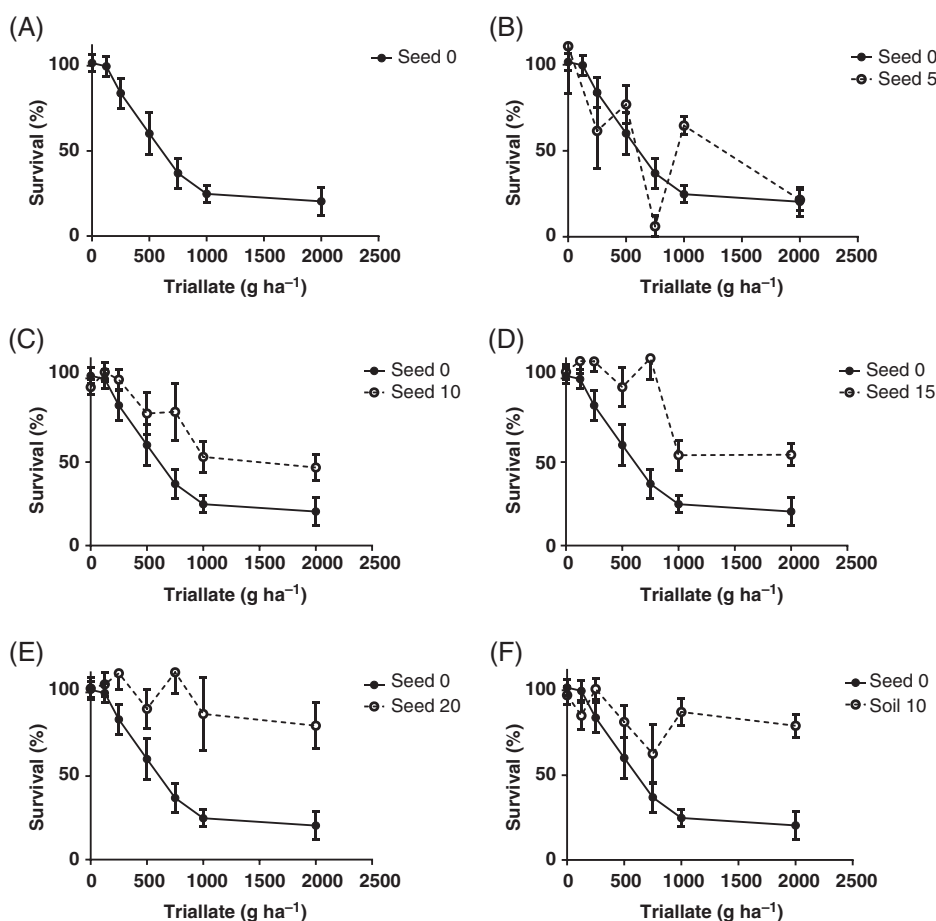 (A)
Seed 0
100
50
0
Survival (%)
0 500 1000 1500 2000 2500
Triallate (g ha⁻¹)
(B)
Seed 0
Seed 5
100
50
0
Survival (%)
0 500 1000 1500 2000 2500
Triallate (g ha⁻¹)
(C)
Seed 0
Seed 10
100
50
0
Survival (%)
0 500 1000 1500 2000 2500
Triallate (g ha⁻¹)
(D)
Seed 0
Seed 15
100
50
0
Survival (%)
0 500 1000 1500 2000 2500
Triallate (g ha⁻¹)
(E)
Seed 0
Seed 20
100
50
0
Survival (%)
0 500 1000 1500 2000 2500
Triallate (g ha⁻¹)
(F)
Seed 0
Soil 10
100
50
0
Survival (%)
0 500 1000 1500 2000 2500
Triallate (g ha⁻¹)